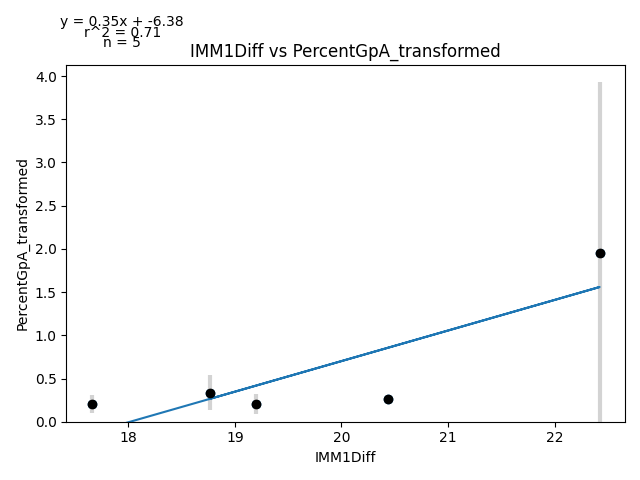 y = 0.35x + -6.38
r^2 = 0.71
n = 5
IMM1Diff vs PercentGpA_transformed
PercentGpA_transformed
4.0
3.5
3.0
2.5
2.0
1.5
1.0
0.5
0.0
18 19 20 21 22
IMM1Diff